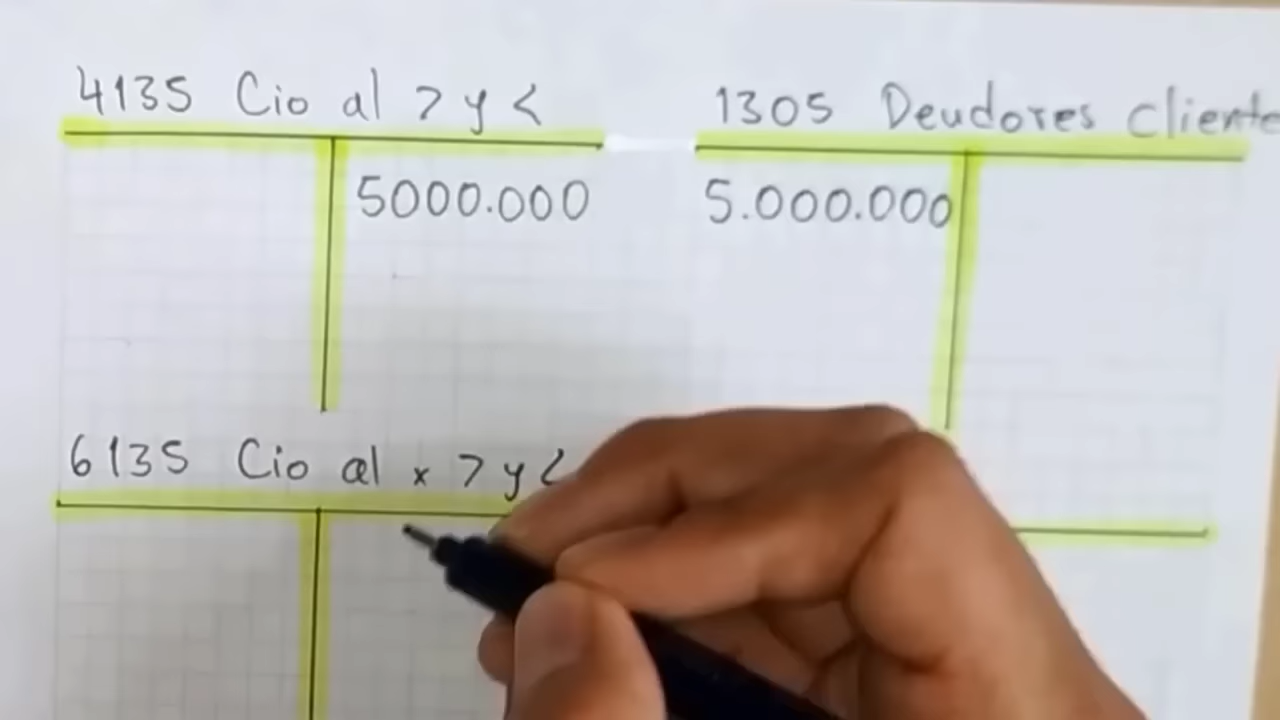 4135 Cio al > y <
1305 Deudores cliente
5000.000
5.000.000
6135 Cio al x > y <